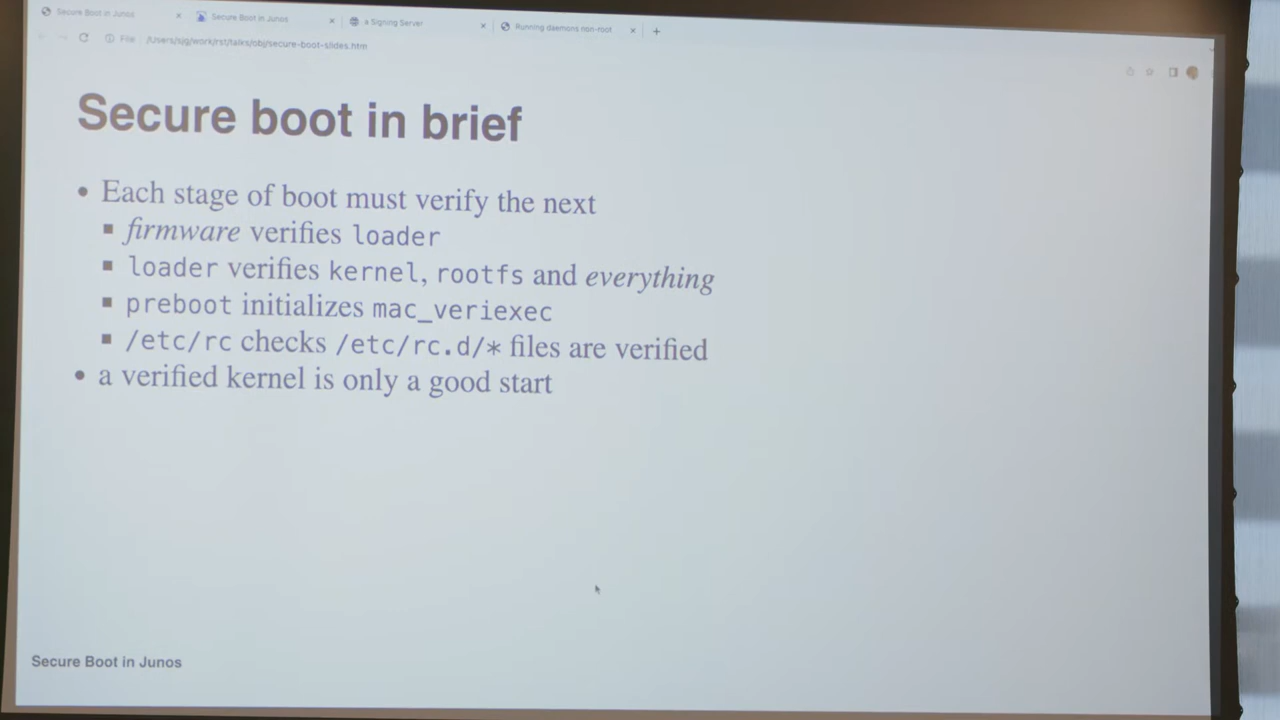 Secure Boot in Junos
Secure Boot in Junos
a Signing Server
Running daemons non-root
File /Users/sjg/work/rst/talks/obj/secure-boot-slides.htm
Secure boot in brief
• Each stage of boot must verify the next
▪ firmware verifies loader
▪ loader verifies kernel, rootfs and everything
▪ preboot initializes mac_veriexec
▪ /etc/rc checks /etc/rc.d/* files are verified
• a verified kernel is only a good start
Secure Boot in Junos